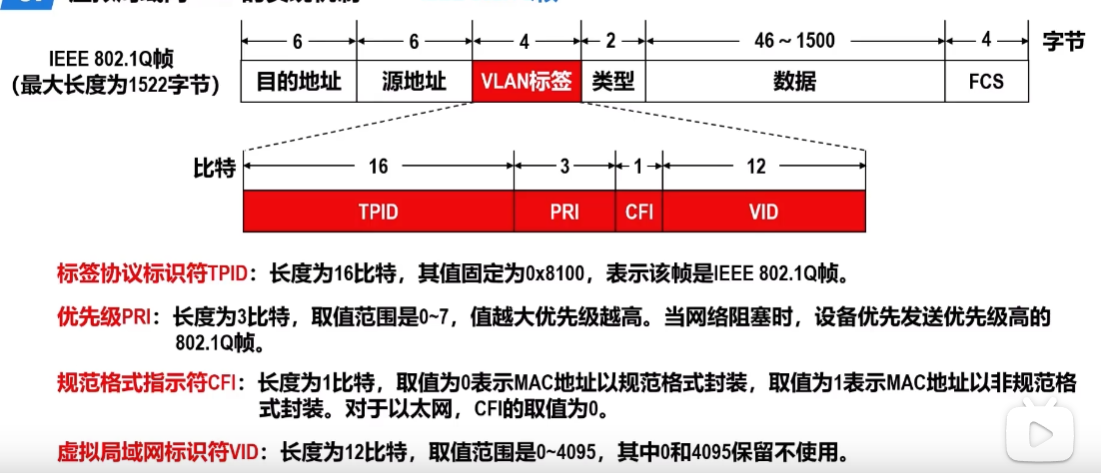 6 6 4 2 46～1500 4 字节
IEEE 802.1Q帧
（最大长度为1522字节）
目的地址 源地址 VLAN标签 类型 数据 FCS
比特 16 3 1 12
TPID PRI CFI VID
标签协议标识符TPID：长度为16比特，其值固定为0x8100，表示该帧是IEEE 802.1Q帧。
优先级PRI：长度为3比特，取值范围是0~7，值越大优先级越高。当网络阻塞时，设备优先发送优先级高的
802.1Q帧。
规范格式指示符CFI：长度为1比特，取值为0表示MAC地址以规范格式封装，取值为1表示MAC地址以非规范格
式封装。对于以太网，CFI的取值为0。
虚拟局域网标识符VID：长度为12比特，取值范围是0~4095，其中0和4095保留不使用。